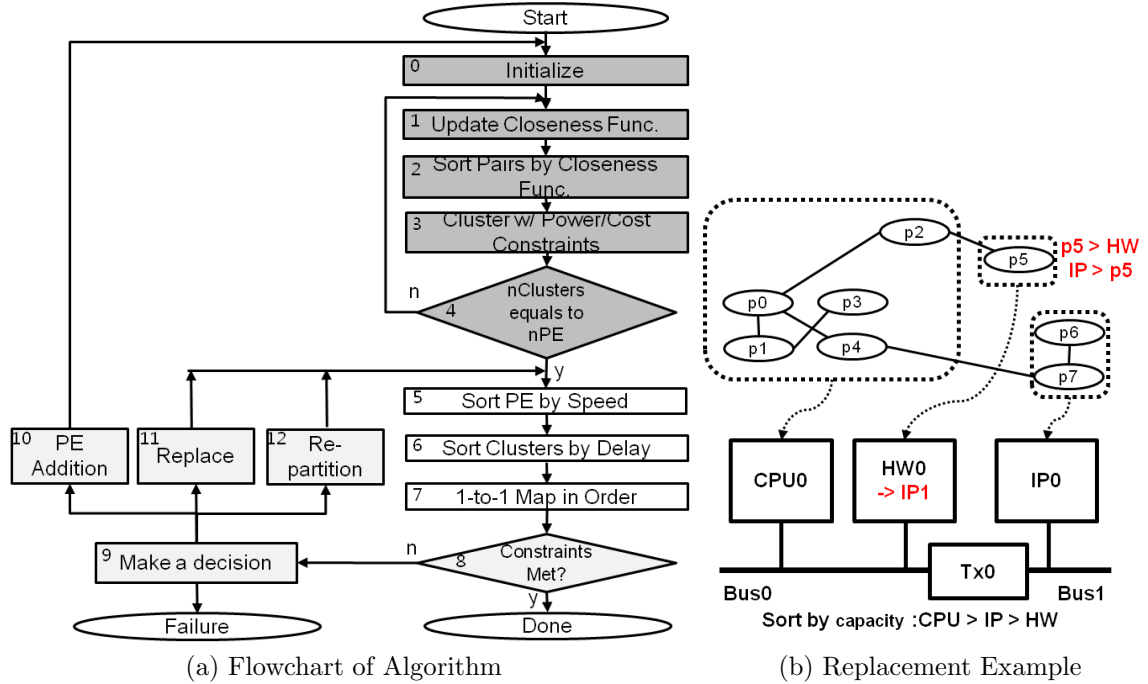 Start
0
Initialize
1
Update Closeness Func.
2
Sort Pairs by Closeness
Func.
3
Cluster w/ Power/Cost
Constraints
n
nClusters
4
equals to
nPE
y
5
Sort PE by Speed
6
Sort Clusters by Delay
7
1-to-1 Map in Order
n
8
Constraints
Met?
y
Done
10
PE
Addition
11
Replace
12
Re-
partition
9
Make a decision
Failure
(a) Flowchart of Algorithm
p2
p5
p5 > HW
IP > p5
p0
p3
p1
p4
p6
p7
CPU0
HW0
-> IP1
IP0
Tx0
Bus0
Bus1
Sort by capacity :CPU > IP > HW
(b) Replacement Example